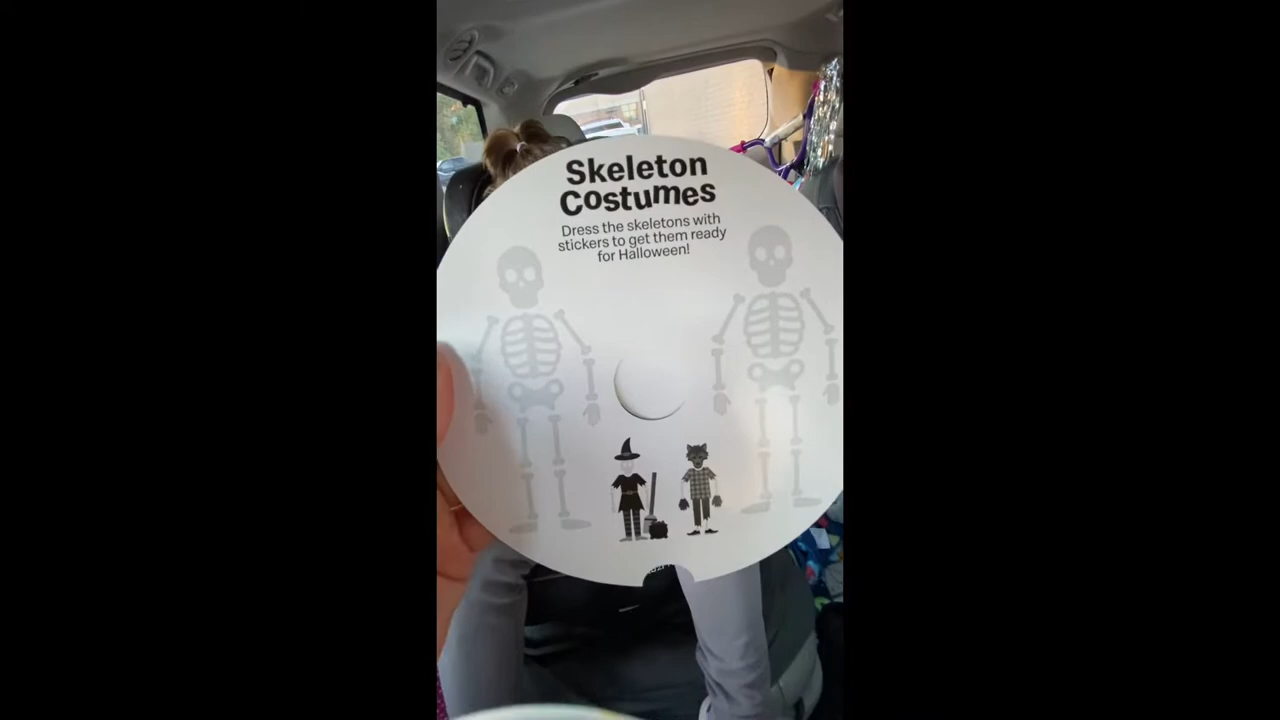 Skeleton
Costumes
Dress the skeletons with
stickers to get them ready
for Halloween!